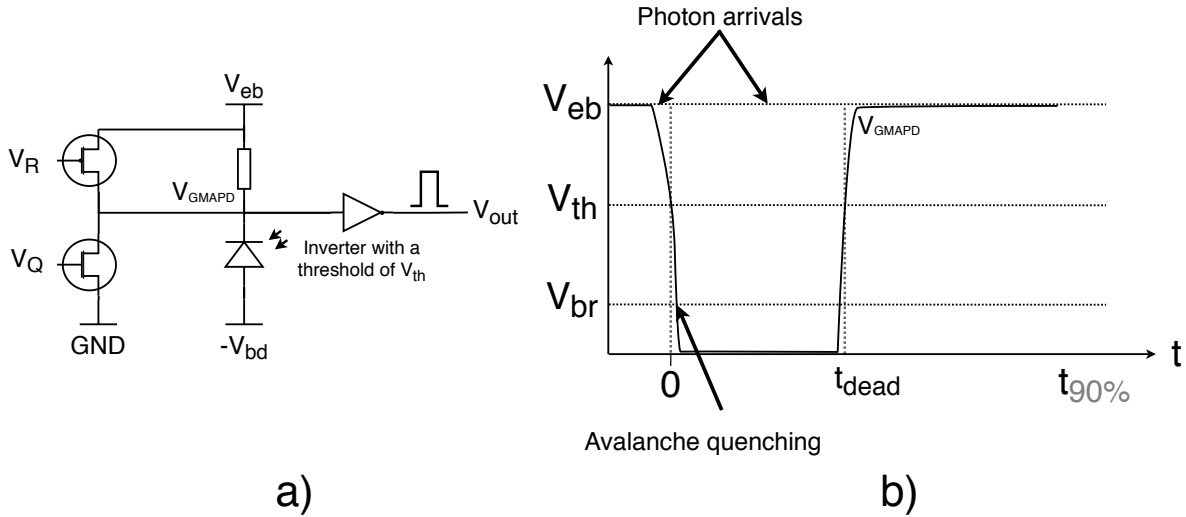 V_eb
V_R
V_GMAPD
V_Q
GND
-V_bd
Inverter with a
threshold of V_th
V_out
a)
Photon arrivals
V_eb
V_GMAPD
V_th
V_br
0
t_dead
t_90%
t
Avalanche quenching
b)